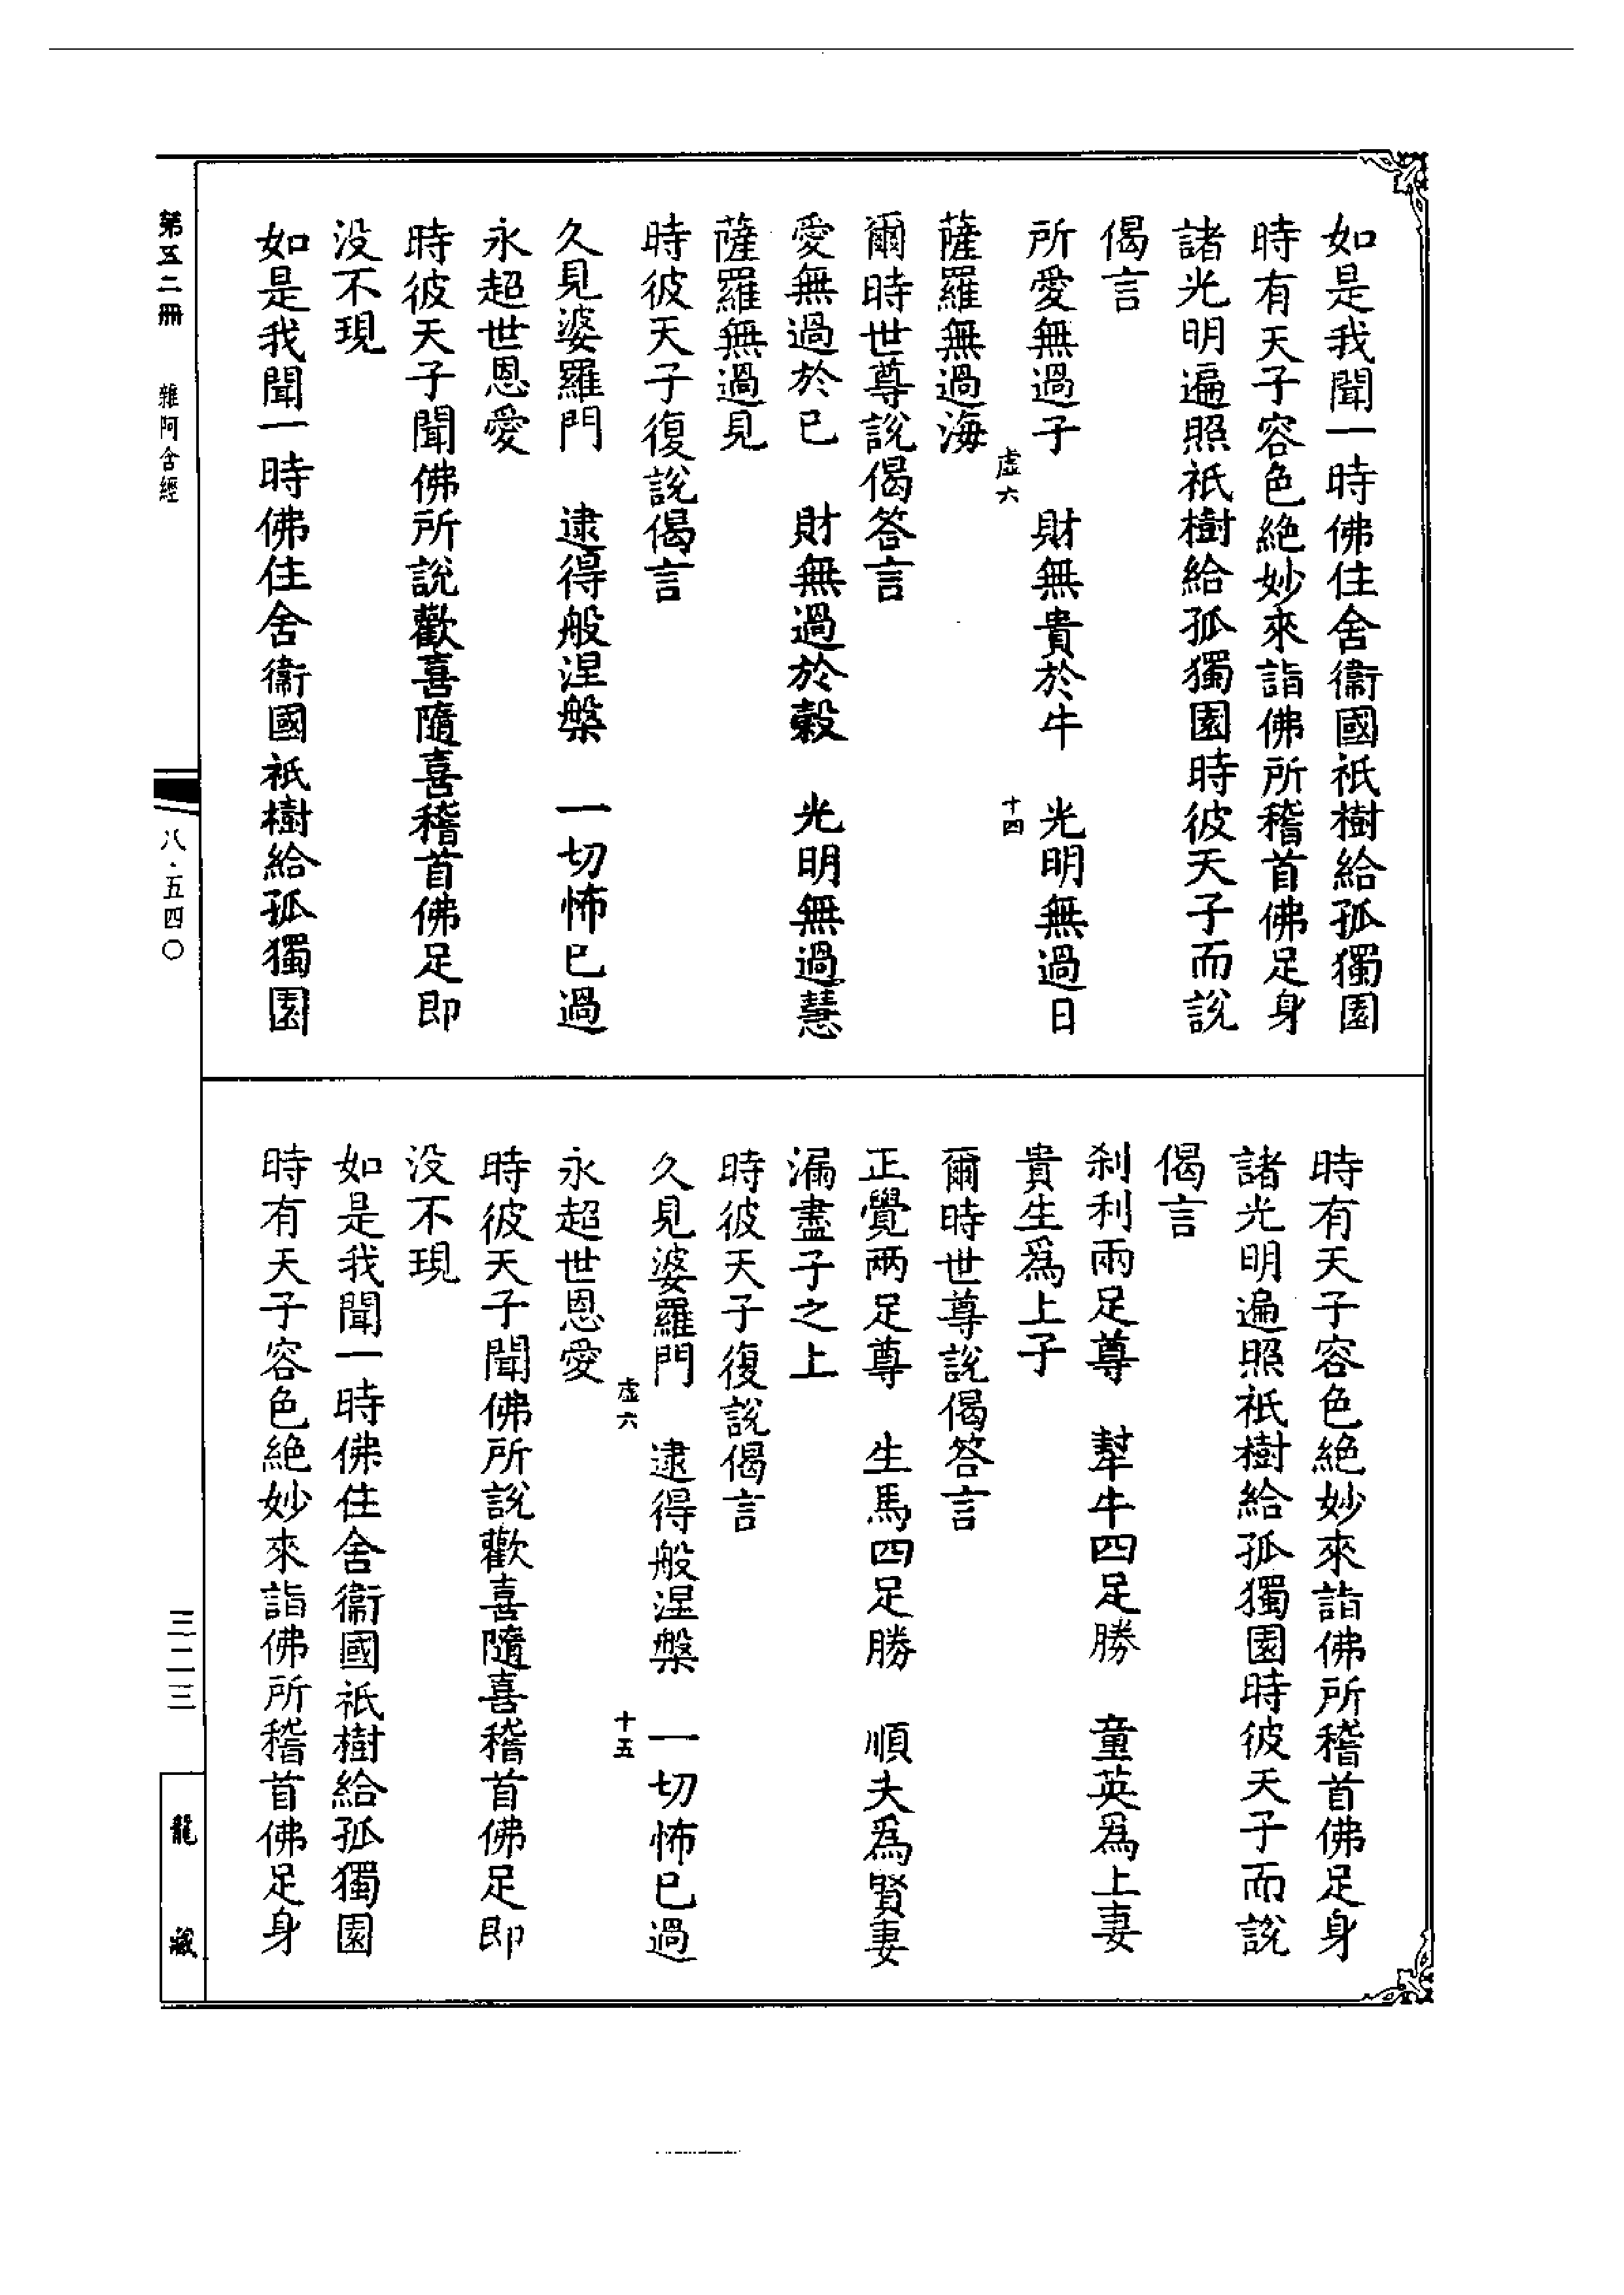 如是我聞一時佛住舍衞國祇樹給孤獨園
時有天子容色絶妙來詣佛所稽首佛足身
諸光明遍照祇樹給孤獨園時彼天子而說
偈言
所愛無過子　財無貴於牛　光明無過日
虛六　十四
薩羅無過海
爾時世尊說偈答言
愛無過於已　財無過於穀　光明無過慧
薩羅無過見
時彼天子復說偈言
久見婆羅門　逮得般涅槃　一切怖已過
永超世恩愛
時彼天子聞佛所說歡喜隨喜稽首佛足即
没不現
如是我聞一時佛住舍衞國祇樹給孤獨園
時有天子容色絶妙來詣佛所稽首佛足身
諸光明遍照祇樹給孤獨園時彼天子而說
偈言
刹利兩足尊　犎牛四足勝　童英爲上妻
貴生爲上子
爾時世尊說偈答言
正覺兩足尊　生馬四足勝　順夫爲賢妻
漏盡子之上
時彼天子復說偈言
久見婆羅門　逮得般涅槃　一切怖已過
虛六　十五
永超世恩愛
時彼天子聞佛所說歡喜隨喜稽首佛足即
没不現
如是我聞一時佛住舍衞國祇樹給孤獨園
時有天子容色絶妙來詣佛所稽首佛足身
第五二冊　雜阿含經
八·五四〇
三二三
龍藏